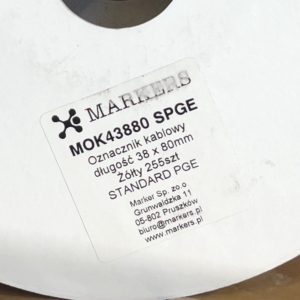 MARKERS
MOK43880 SPGE
Oznacznik kablowy
długość 38 x 80mm
Żółty 255szt
STANDARD PGE
Marker Sp. zo.o
Grunwaldzka 11
05-802 Pruszków
biuro@markers.pl
www.markers.pl